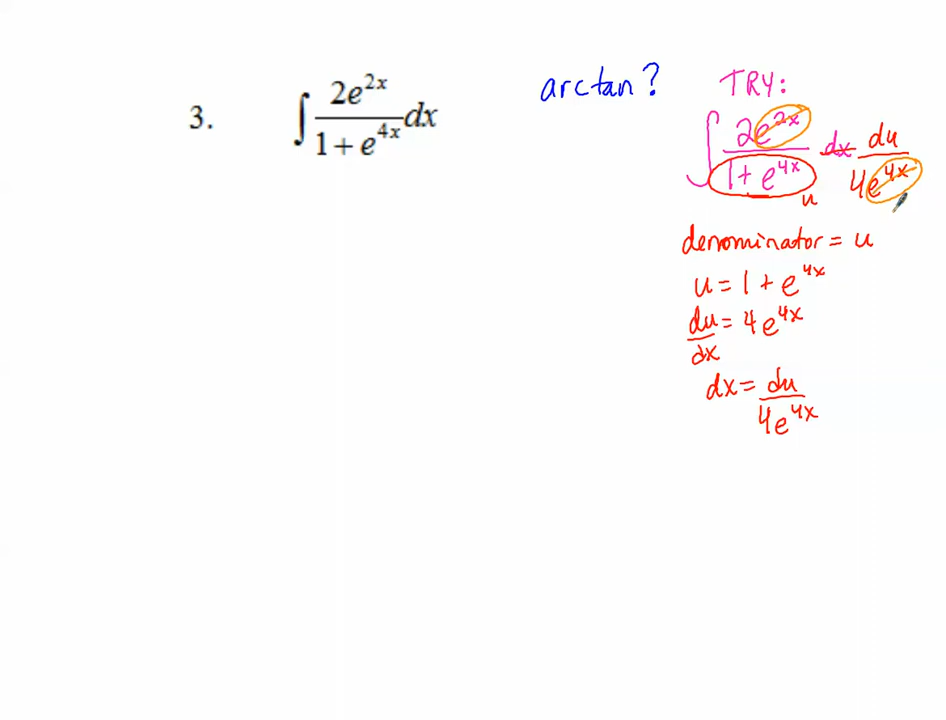 3. ∫ 2e^{2x} / (1 + e^{4x}) dx
arctan?
TRY:
∫ 2e^{2x} / (1 + e^{4x}) dx du / 4e^{4x}
u
denominator = u
u = 1 + e^{4x}
du/dx = 4e^{4x}
dx = du / 4e^{4x}